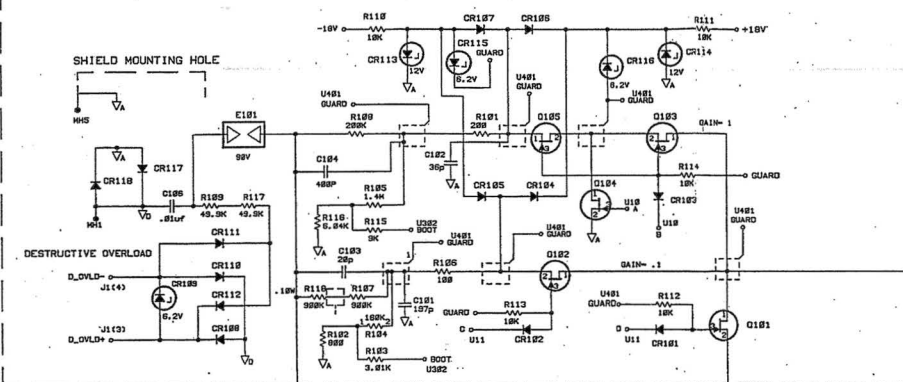 R110
10K
-18V
CR107
CR106
R111
10K
+18V
CR113
12V
CR115
GUARD
6.2V
CR116
6.2V
CR114
12V
SHIELD MOUNTING HOLE
MH5
A
E101
90V
U401
GUARD
R108
200K
R101
200
U401
GUARD
Q105
U401
GUARD
Q103
GAIN= 1
C104
400P
C102
36p
CR118
CR117
C106
.01uf
R109
49.9K
R117
49.9K
MH1
D
R105
1.4M
R116
6.04K
R115
9K
U302
BOOT
CR105
CR104
Q104
U10
A
R114
10K
GUARD
CR103
U10
B
U401
GUARD
DESTRUCTIVE OVERLOAD
CR111
D_OVLD-
J1(4)
CR109
6.2V
CR110
CR112
J1(3)
D_OVLD+
CR108
D
C103
20p
U401
GUARD
U401
GUARD
R106
100
Q102
GAIN= .1
.10W
R118
900K
R107
900K
C101
197p
160K
R104
R102
800
R103
3.01K
BOOT
U302
GUARD
R113
10K
C
U11
CR102
U401
GUARD
R112
10K
D
U11
CR101
Q101